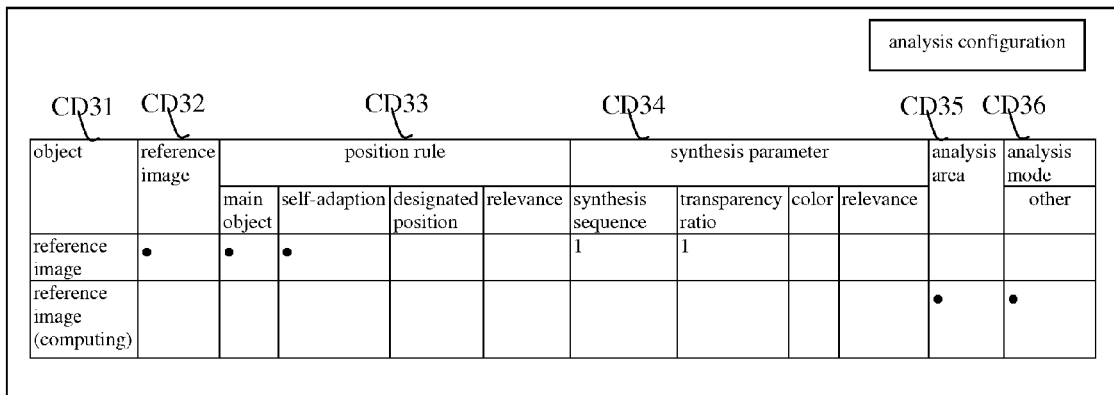 analysis configuration
CD31 CD32 CD33 CD34 CD35 CD36
object reference position rule synthesis parameter analysis analysis
image area mode
main self-adaption designated relevance synthesis transparency color relevance other
object position sequence ratio
reference
image • • • 1 1
reference
image • •
(computing)